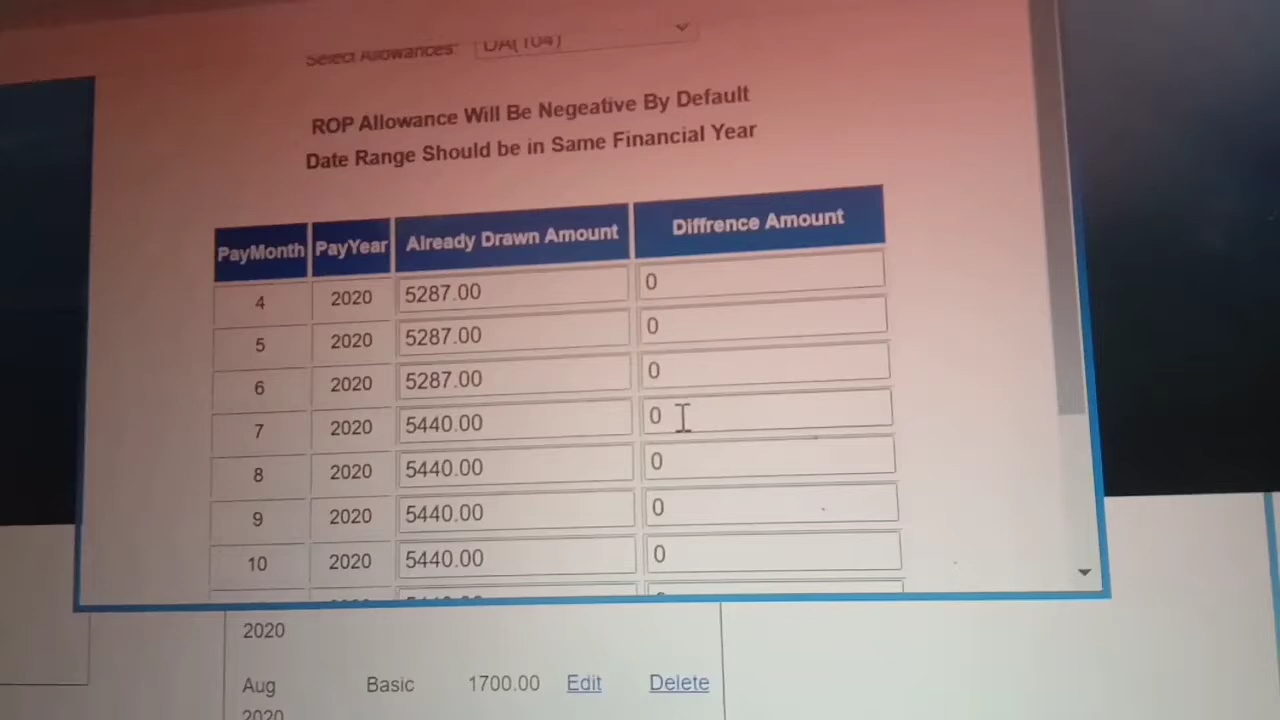 Select Allowances: DA(104)
ROP Allowance Will Be Negeative By Default
Date Range Should be in Same Financial Year
PayMonth PayYear Already Drawn Amount Diffrence Amount
4 2020 5287.00 0
5 2020 5287.00 0
6 2020 5287.00 0
7 2020 5440.00 0
8 2020 5440.00 0
9 2020 5440.00 0
10 2020 5440.00 0
2020
Aug Basic 1700.00 Edit Delete
2020